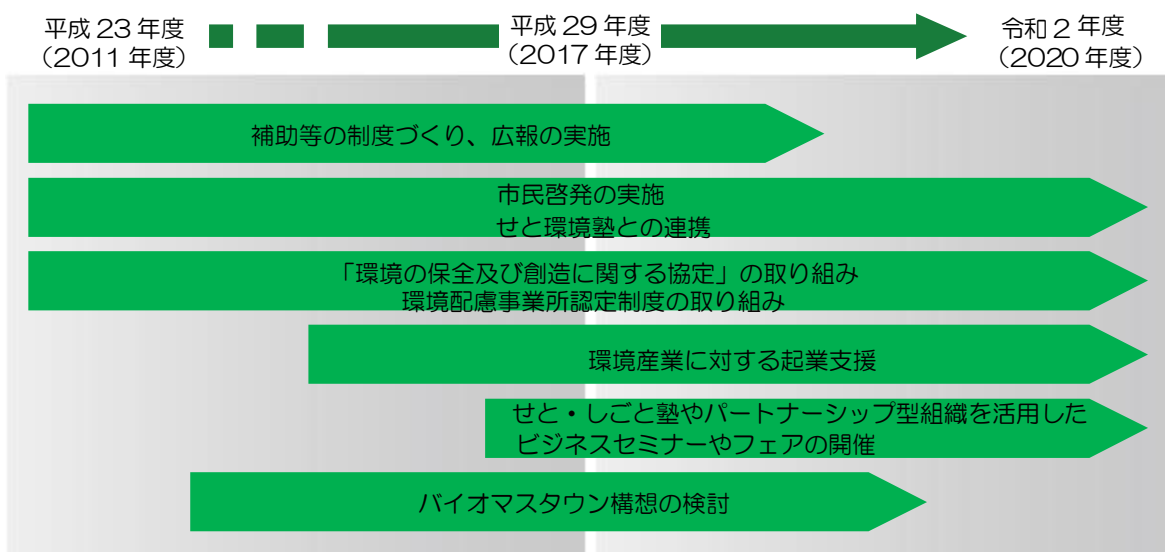 平成 23 年度
（2011 年度）
平成 29 年度
（2017 年度）
令和 2 年度
（2020 年度）
補助等の制度づくり、広報の実施
市民啓発の実施
せと環境塾との連携
「環境の保全及び創造に関する協定」の取り組み
環境配慮事業所認定制度の取り組み
環境産業に対する起業支援
せと・しごと塾やパートナーシップ型組織を活用した
ビジネスセミナーやフェアの開催
バイオマスタウン構想の検討